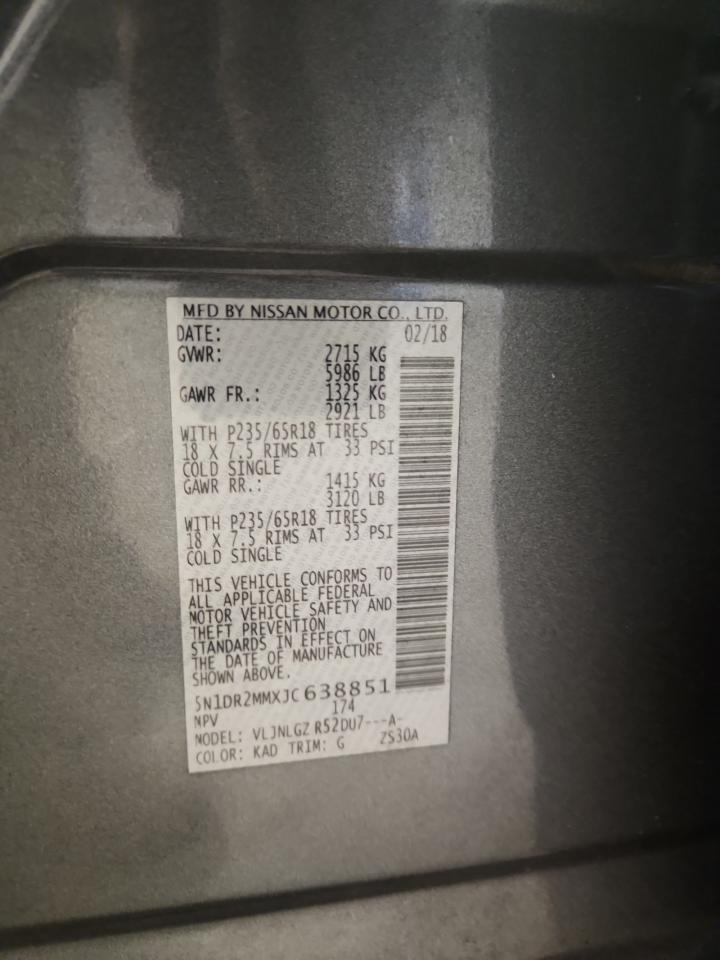 MFD BY NISSAN MOTOR CO., LTD.
DATE: 02/18
GVWR: 2715 KG
5986 LB
GAWR FR.: 1325 KG
2921 LB
WITH P235/65R18 TIRES
18 X 7.5 RIMS AT 33 PSI
COLD SINGLE
GAWR RR.: 1415 KG
3120 LB
WITH P235/65R18 TIRES
18 X 7.5 RIMS AT 33 PSI
COLD SINGLE
THIS VEHICLE CONFORMS TO
ALL APPLICABLE FEDERAL
MOTOR VEHICLE SAFETY AND
THEFT PREVENTION
STANDARDS IN EFFECT ON
THE DATE OF MANUFACTURE
SHOWN ABOVE.
5N1DR2MMXJC638851
NPV 174
MODEL: VLJNLGZ R52DU7---A-
COLOR: KAD TRIM: G ZS30A